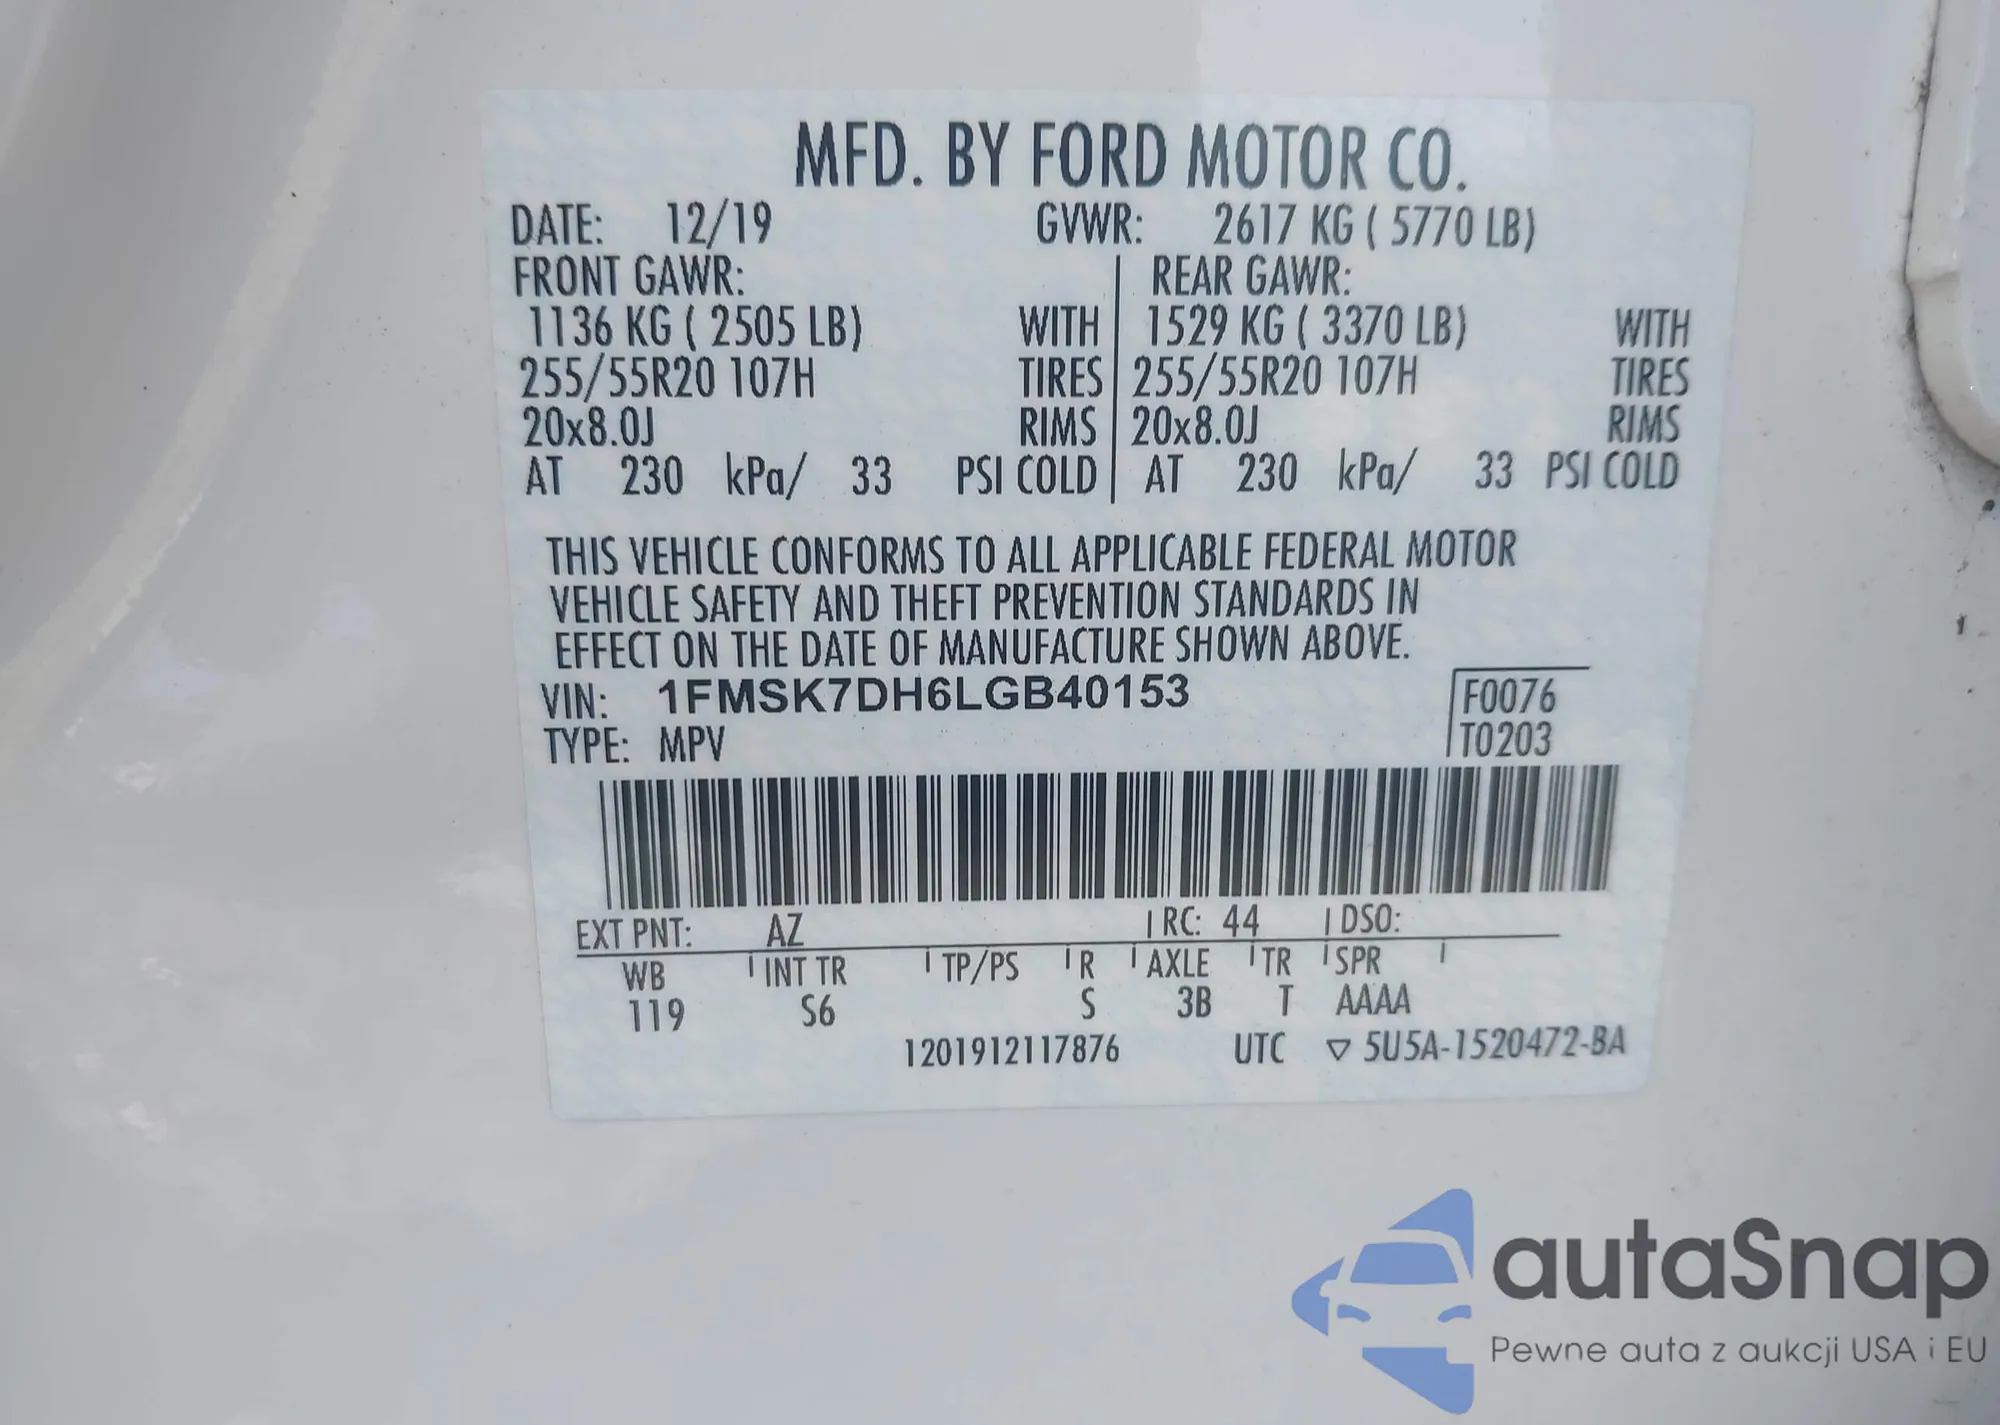 MFD. BY FORD MOTOR CO.
DATE: 12/19 GVWR: 2617 KG ( 5770 LB)
FRONT GAWR: REAR GAWR:
1136 KG ( 2505 LB) WITH 1529 KG ( 3370 LB) WITH
255/55R20 107H TIRES 255/55R20 107H TIRES
20x8.0J RIMS 20x8.0J RIMS
AT 230 kPa/ 33 PSI COLD AT 230 kPa/ 33 PSI COLD
THIS VEHICLE CONFORMS TO ALL APPLICABLE FEDERAL MOTOR
VEHICLE SAFETY AND THEFT PREVENTION STANDARDS IN
EFFECT ON THE DATE OF MANUFACTURE SHOWN ABOVE.
VIN: 1FMSK7DH6LGB40153 F0076
TYPE: MPV T0203
EXT PNT: AZ RC: 44 DSO:
WB INT TR TP/PS R AXLE TR SPR
119 S6 S 3B T AAAA
1201912117876 UTC ▽ 5U5A-1520472-BA
autaSnap
Pewne auta z aukcji USA i EU